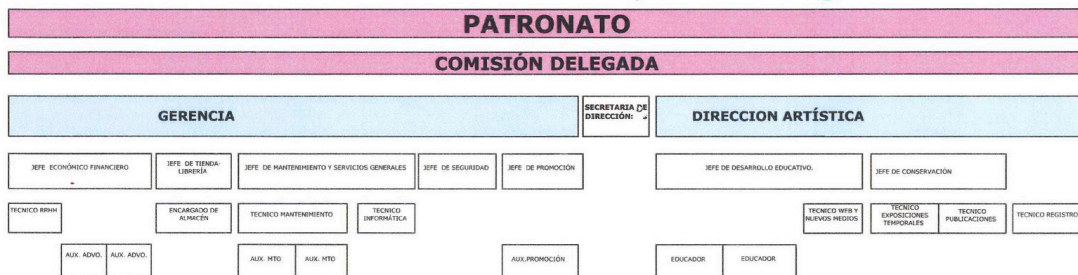 PATRONATO
COMISIÓN DELEGADA
GERENCIA
SECRETARIA DE
DIRECCIÓN:
DIRECCION ARTÍSTICA
JEFE ECONÓMICO FINANCIERO
JEFE DE TIENDA-
LIBRERÍA
JEFE DE MANTENIMIENTO Y SERVICIOS GENERALES
JEFE DE SEGURIDAD
JEFE DE PROMOCIÓN
JEFE DE DESARROLLO EDUCATIVO.
JEFE DE CONSERVACIÓN
TECNICO RRHH
ENCARGADO DE
ALMACÉN
TECNICO MANTENIMIENTO
TECNICO
INFORMÁTICA
TECNICO WEB Y
NUEVOS MEDIOS
TECNICO
EXPOSICIONES
TEMPORALES
TECNICO
PUBLICACIONES
TECNICO REGISTRO
AUX. ADVO.
AUX. ADVO.
AUX. MTO
AUX. MTO
AUX.PROMOCIÓN
EDUCADOR
EDUCADOR